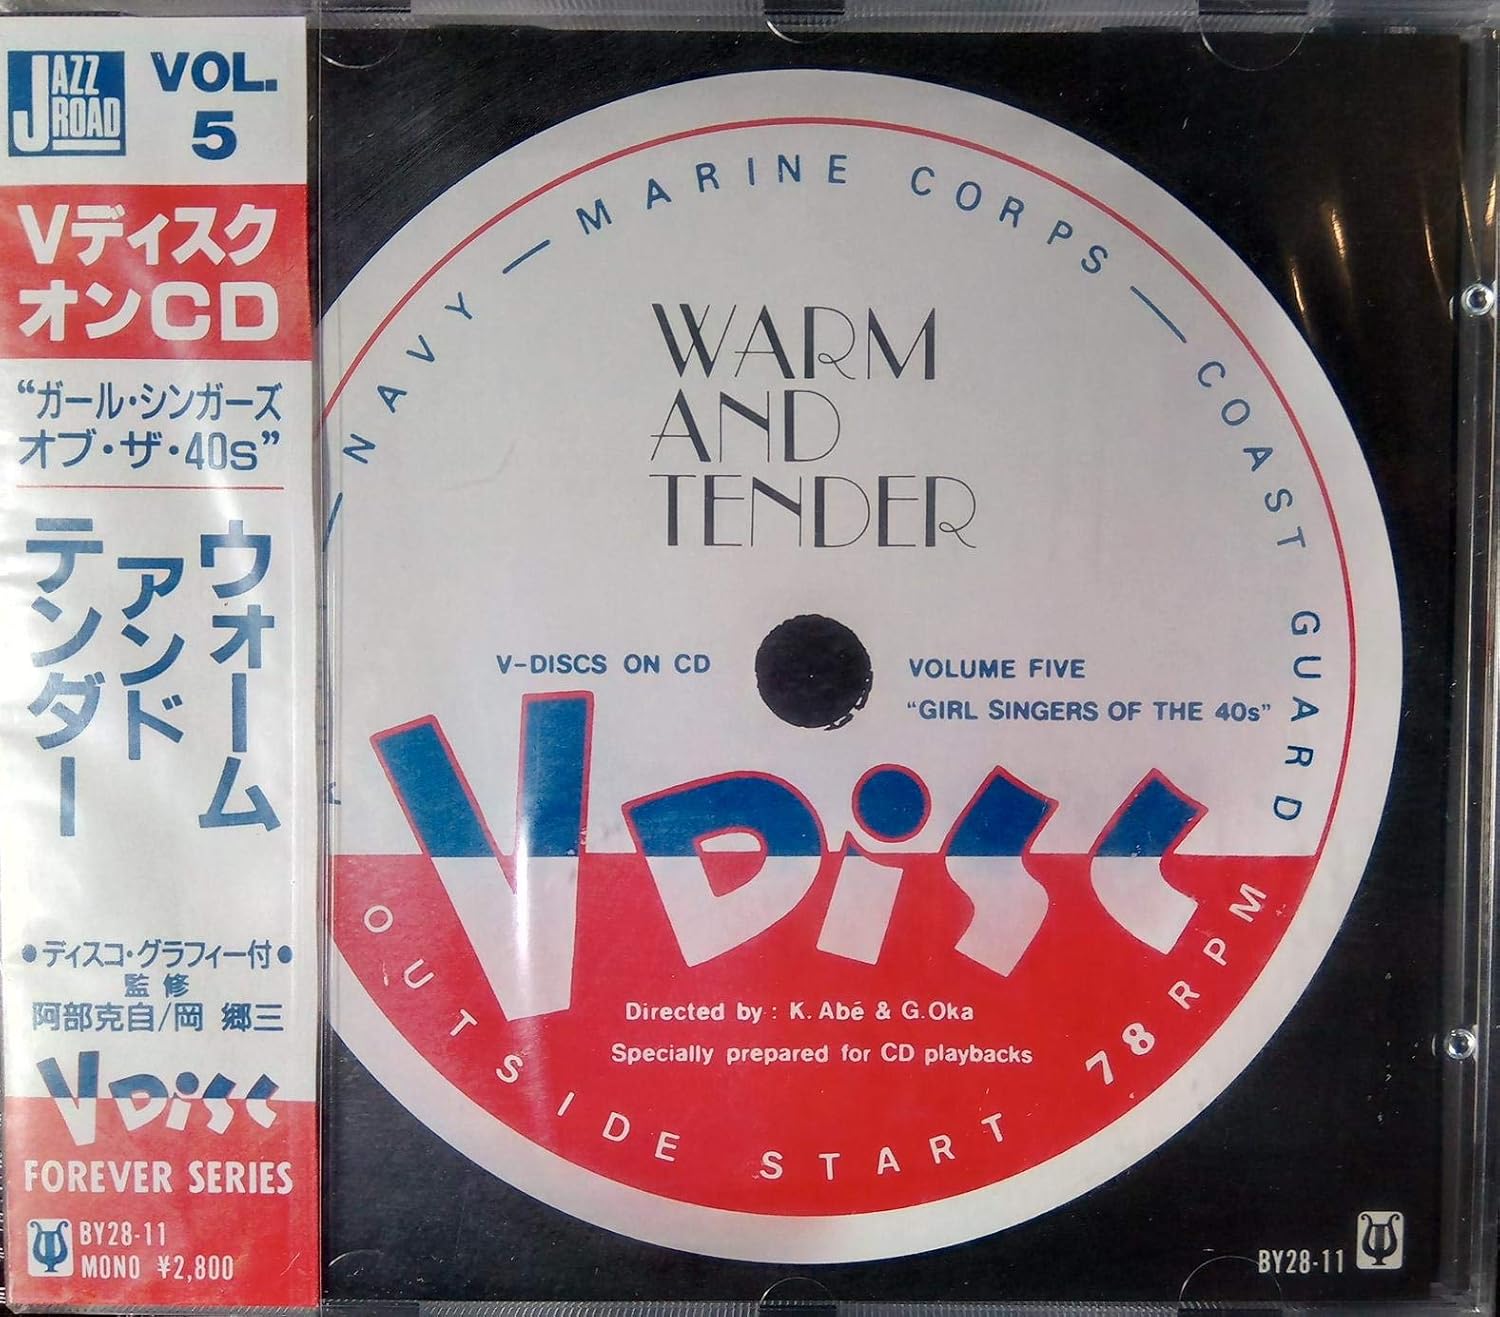 JAZZ
ROAD
VOL.
5
Vディスク
オンCD
“ガール・シンガーズ
オブ・ザ・40s”
ウォーム
アンド
テンダー
●ディスコ・グラフィー付●
監修
阿部克自/岡 郷三
V DISC
FOREVER SERIES
BY28-11
MONO ¥2,800
— NAVY — MARINE CORPS — COAST GUARD
WARM
AND
TENDER
V-DISCS ON CD
VOLUME FIVE
“GIRL SINGERS OF THE 40s”
V DISC
Directed by : K. Abé & G. Oka
Specially prepared for CD playbacks
OUTSIDE START 78 RPM
BY28-11